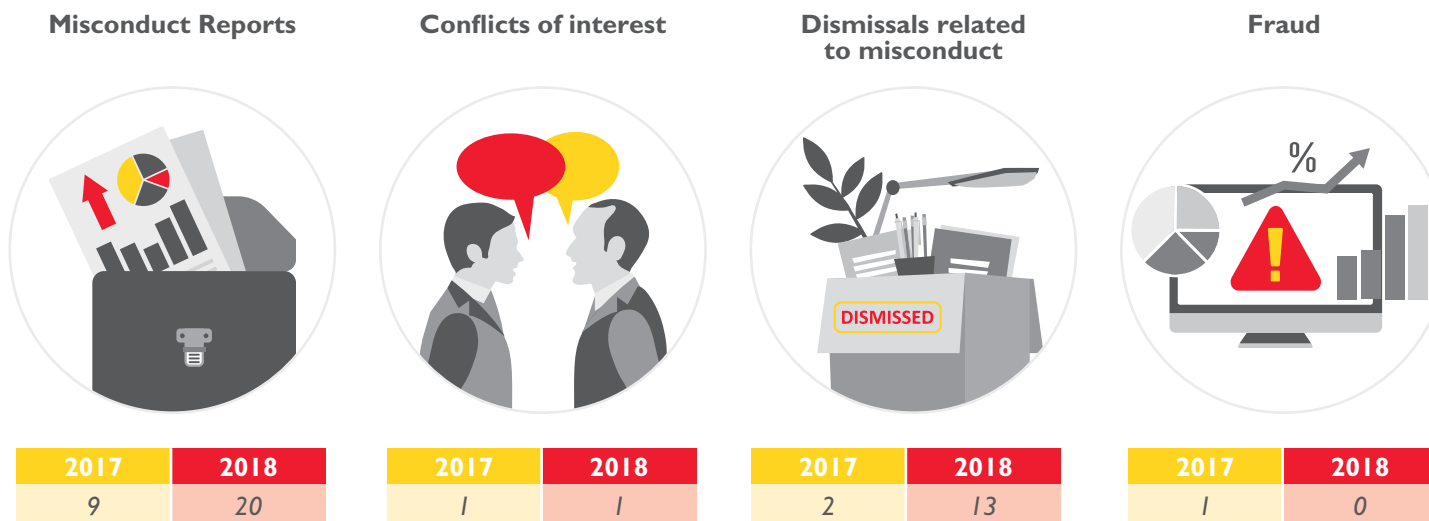 Misconduct Reports
Conflicts of interest
Dismissals related
to misconduct
Fraud
%
DISMISSED
2017 2018
9 20
2017 2018
1 1
2017 2018
2 13
2017 2018
1 0